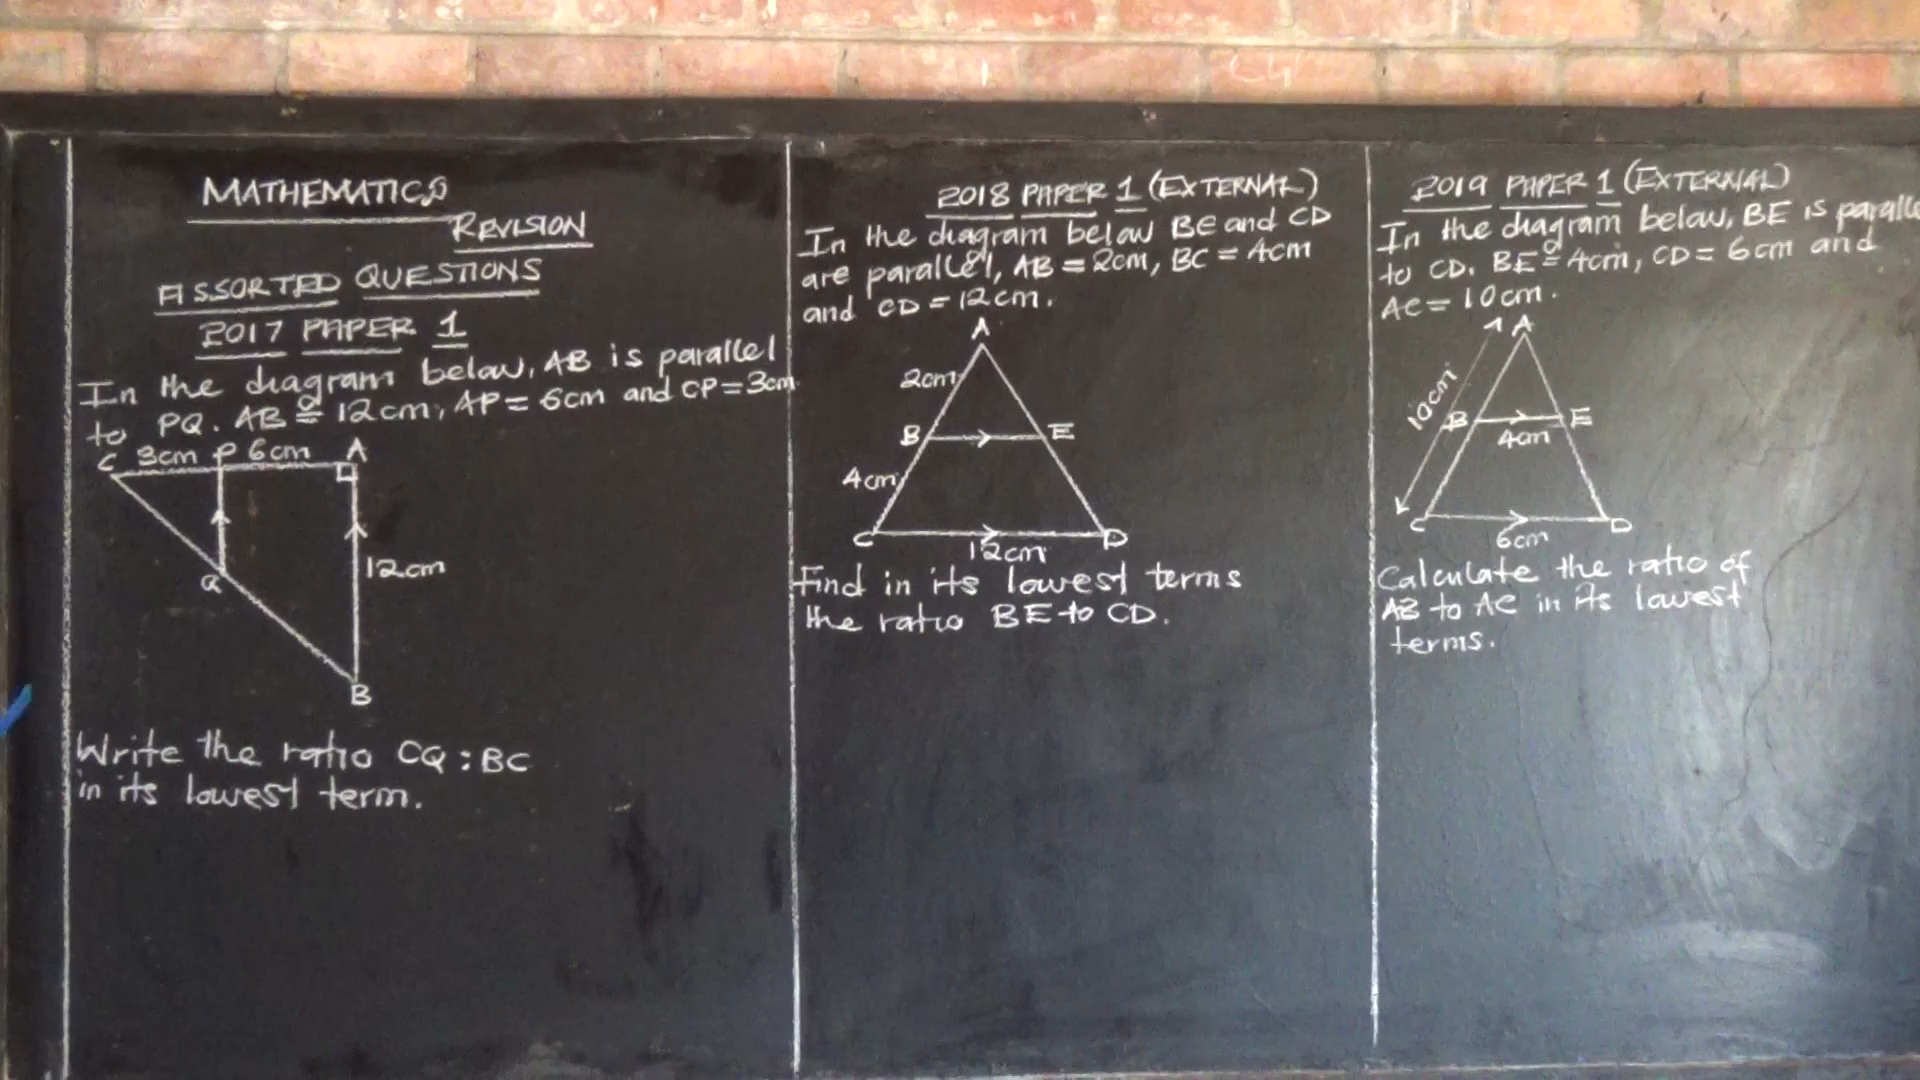 MATHEMATICS
REVISION
ASSORTED QUESTIONS
2017 PAPER 1
In the diagram below, AB is parallel
to PQ. AB = 12cm, AP = 6cm and CP = 3cm
C 3cm P 6cm A
Q
12cm
B
Write the ratio CQ : BC
in its lowest term.
2018 PAPER 1 (EXTERNAL)
In the diagram below BE and CD
are parallel, AB = 2cm, BC = 4cm
and CD = 12cm.
A
2cm
B E
4cm
C D
12cm
Find in its lowest terms
the ratio BE to CD.
2019 PAPER 1 (EXTERNAL)
In the diagram below, BE is paralle
to CD. BE = 4cm, CD = 6cm and
AC = 10cm.
A
10cm
B E
4cm
C D
6cm
Calculate the ratio of
AB to AC in its lowest
terms.